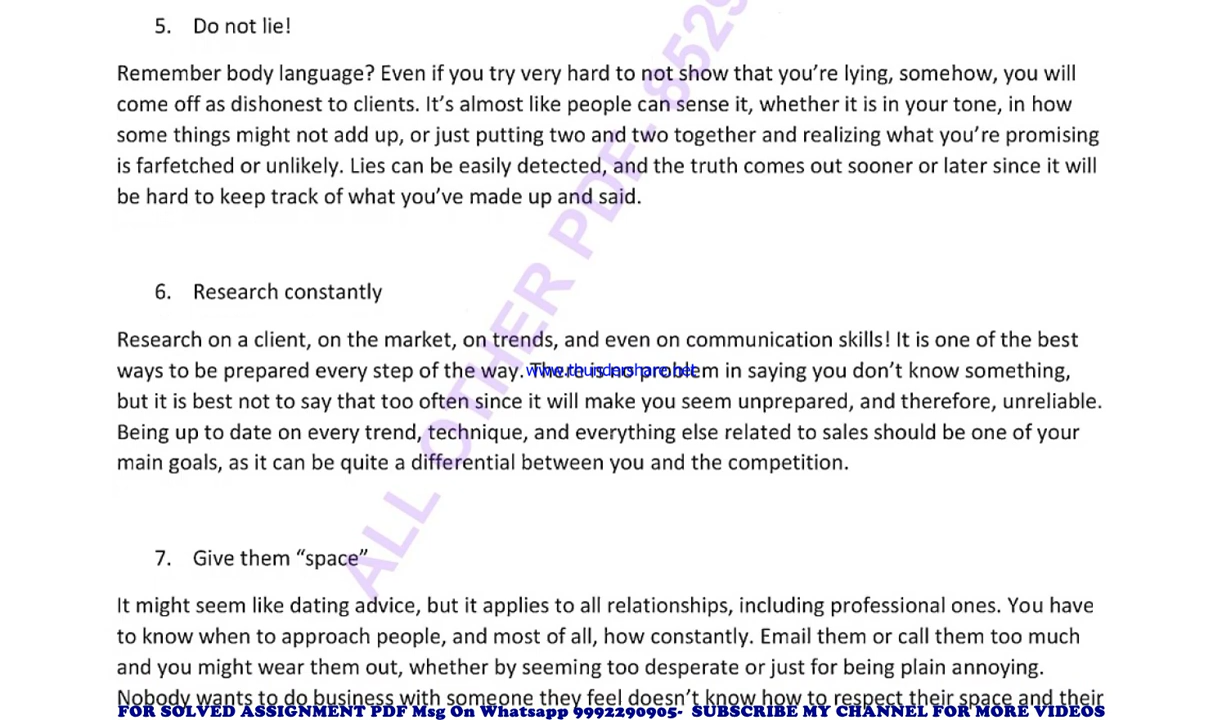 5. Do not lie!
Remember body language? Even if you try very hard to not show that you’re lying, somehow, you will
come off as dishonest to clients. It’s almost like people can sense it, whether it is in your tone, in how
some things might not add up, or just putting two and two together and realizing what you’re promising
is farfetched or unlikely. Lies can be easily detected, and the truth comes out sooner or later since it will
be hard to keep track of what you’ve made up and said.
6. Research constantly
Research on a client, on the market, on trends, and even on communication skills! It is one of the best
ways to be prepared every step of the way. There is no problem in saying you don’t know something,
www.thundershare.net
but it is best not to say that too often since it will make you seem unprepared, and therefore, unreliable.
Being up to date on every trend, technique, and everything else related to sales should be one of your
main goals, as it can be quite a differential between you and the competition.
7. Give them “space”
It might seem like dating advice, but it applies to all relationships, including professional ones. You have
to know when to approach people, and most of all, how constantly. Email them or call them too much
and you might wear them out, whether by seeming too desperate or just for being plain annoying.
Nobody wants to do business with someone they feel doesn’t know how to respect their space and their
FOR SOLVED ASSIGNMENT PDF Msg On Whatsapp 9992290905- SUBSCRIBE MY CHANNEL FOR MORE VIDEOS
ALL OTHER PDF - 8529